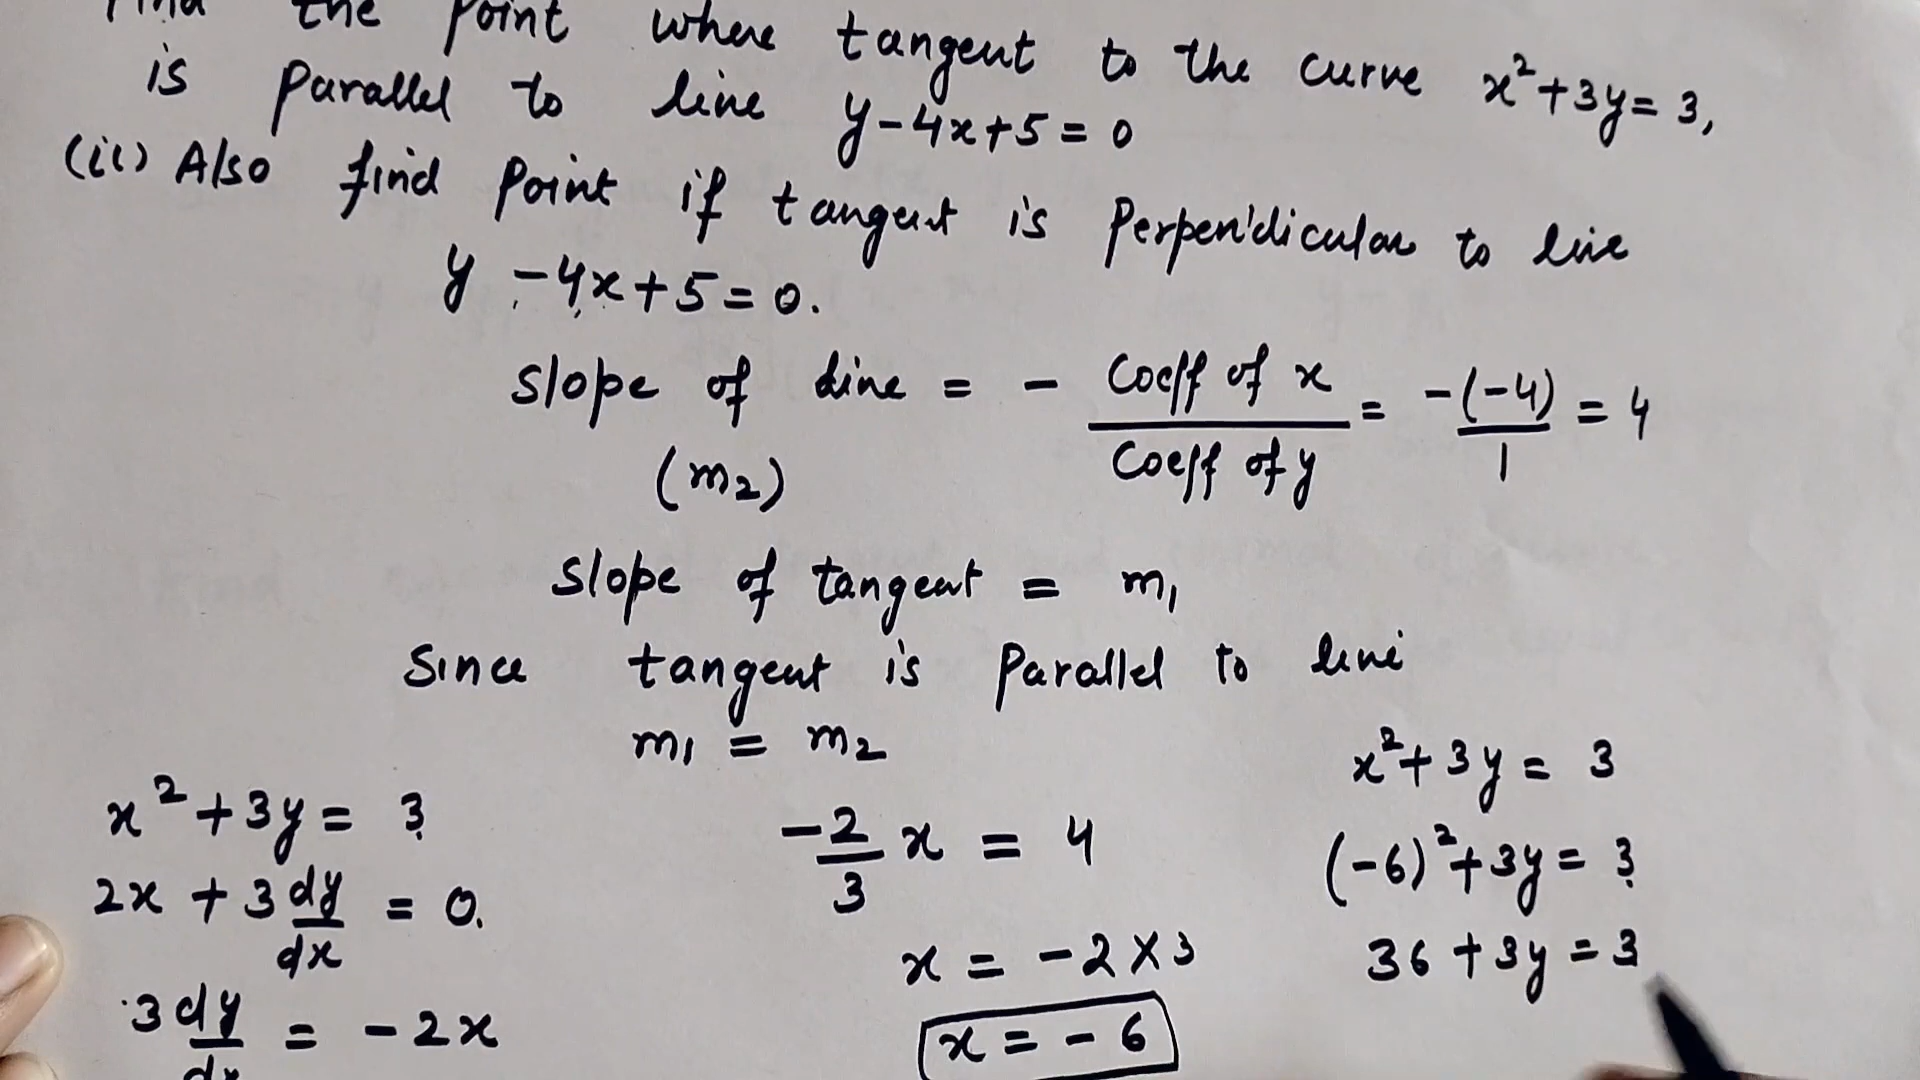 Find the Point where tangent to the curve x²+3y=3,
is Parallel to line y-4x+5=0
(ii) Also find Point if tangent is Perpendicular to line
y-4x+5=0.
Slope of line = - Coeff of x / Coeff of y = -(-4)/1 = 4
(m₂)
Slope of tangent = m₁
Since tangent is Parallel to line
m₁ = m₂
x²+3y=3
2x+3 dy/dx = 0.
3 dy/dx = -2x
-2/3 x = 4
x = -2×3
x = -6
x²+3y=3
(-6)²+3y=3
36+3y=3